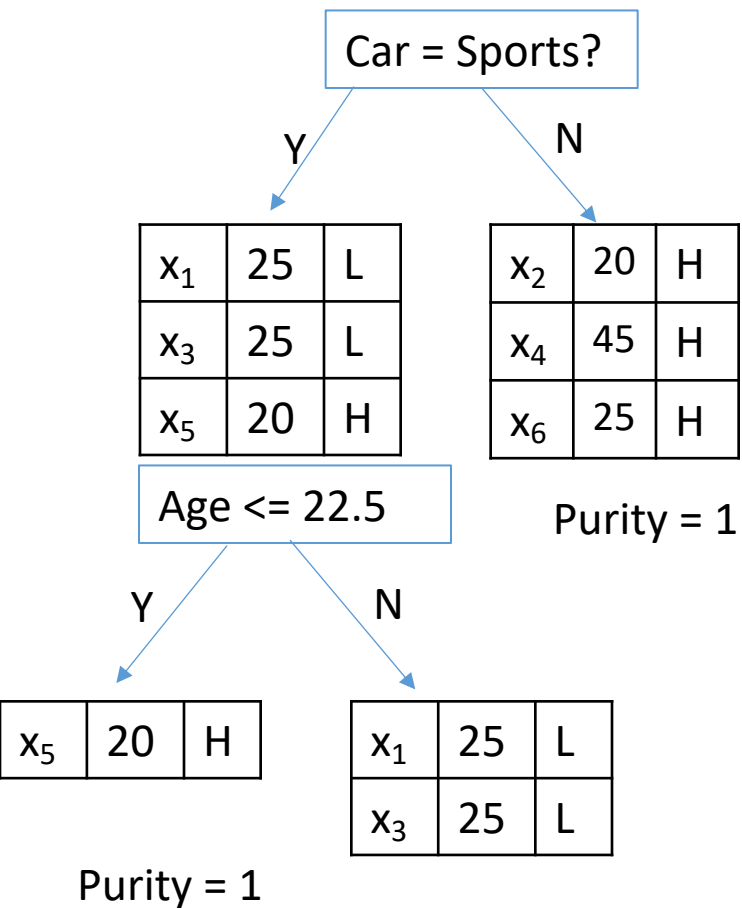 Car = Sports?
Y
N
x₁ 25 L
x₃ 25 L
x₅ 20 H
x₂ 20 H
x₄ 45 H
x₆ 25 H
Age <= 22.5
Purity = 1
Y
N
x₅ 20 H
x₁ 25 L
x₃ 25 L
Purity = 1